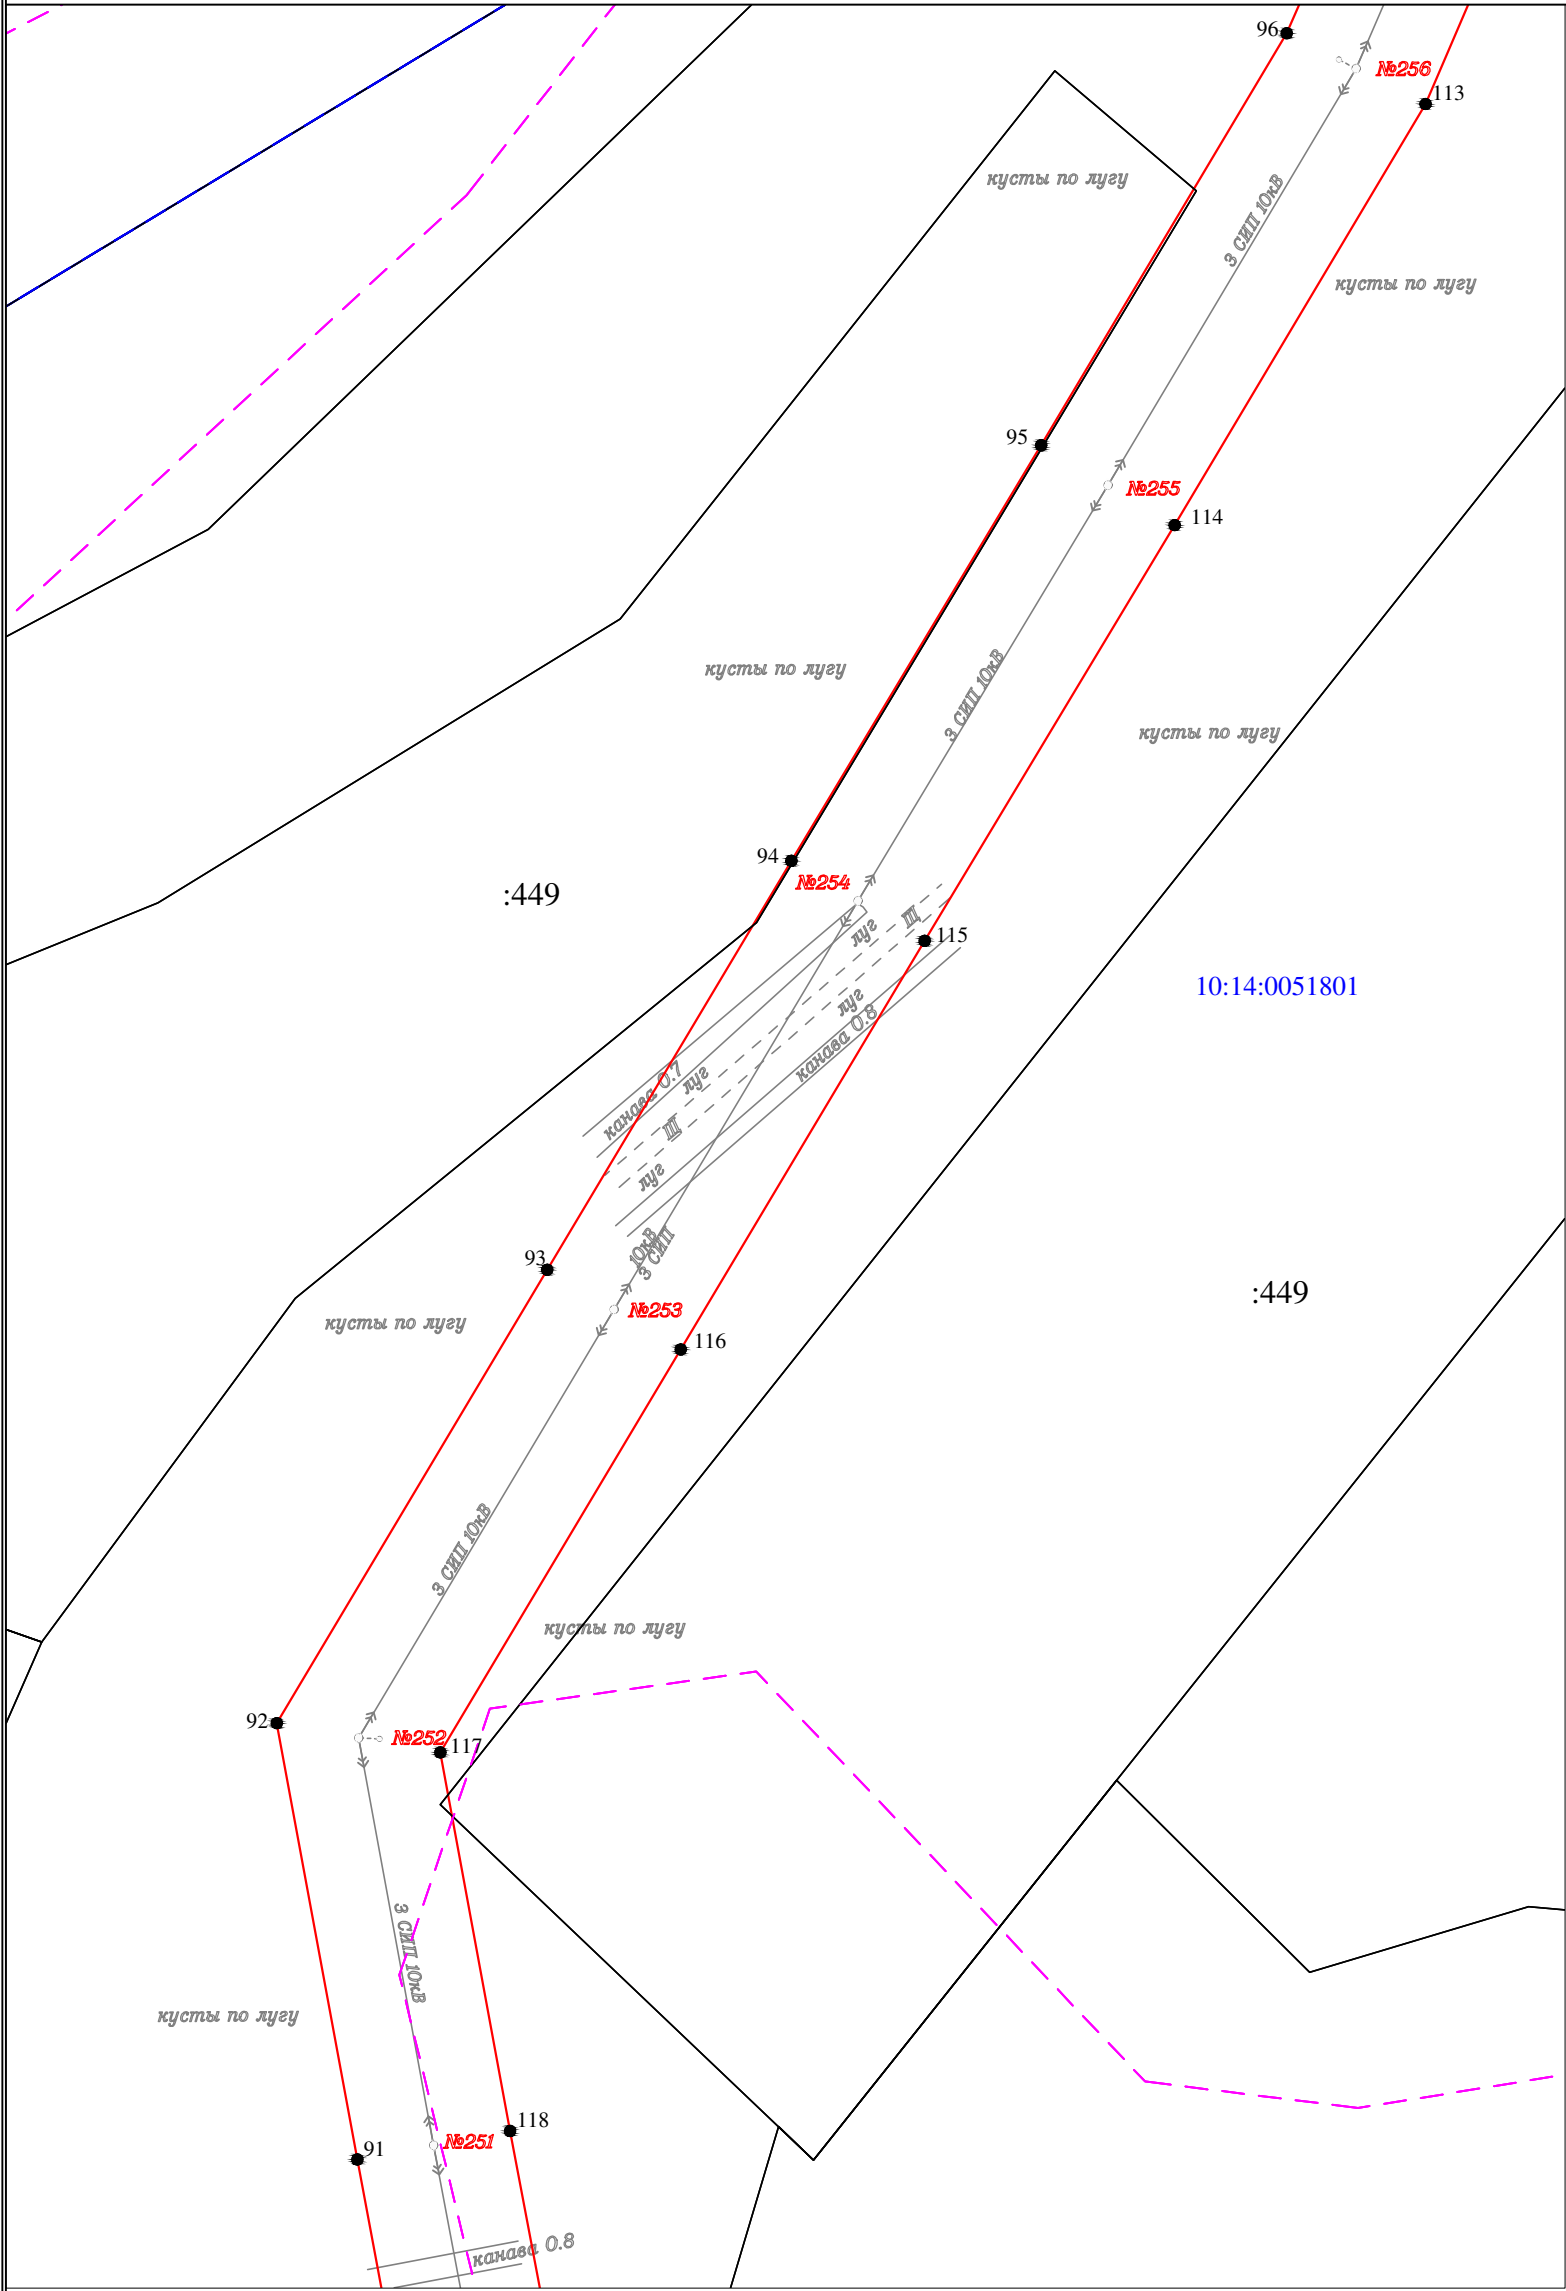 96
№256
113
кусты по лугу
3 СИП 10кВ
кусты по лугу
95
№255
114
3 СИП 10кВ
кусты по лугу
кусты по лугу
94
№254
:449
луг
Щ
115
10:14:0051801
луг
канава 0.8
канава 0.7
луг
Щ
луг
93
10кВ
3 СИП
:449
№253
кусты по лугу
116
3 СИП 10кВ
кусты по лугу
92
№252
117
3 СИП 10кВ
кусты по лугу
118
№251
91
канава 0.8